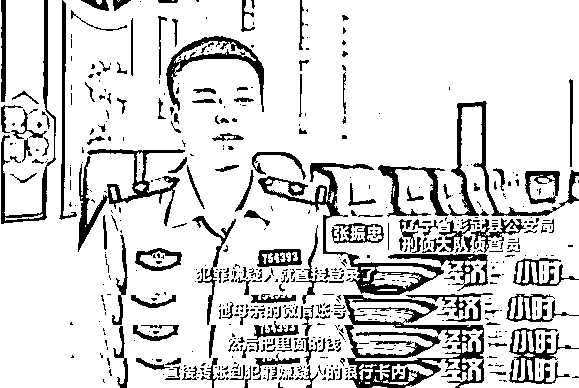 张振忠
辽宁省彰武县公安局
刑侦大队侦查员
犯罪嫌疑人就直接登录了
他母亲的微信账号
然后把里面的钱
直接转账到犯罪嫌疑人的银行卡内
经济 小时
经济 小时
经济 小时
经济 小时